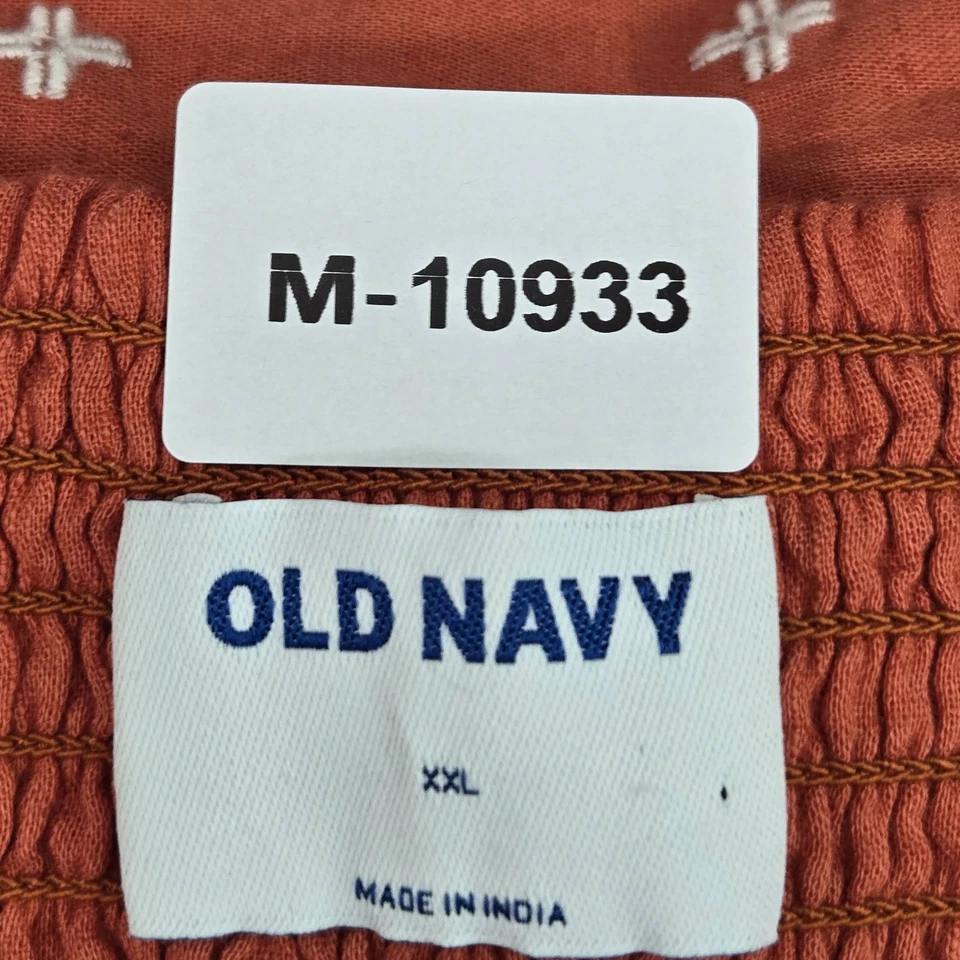 M-10933
OLD NAVY
XXL
MADE IN INDIA